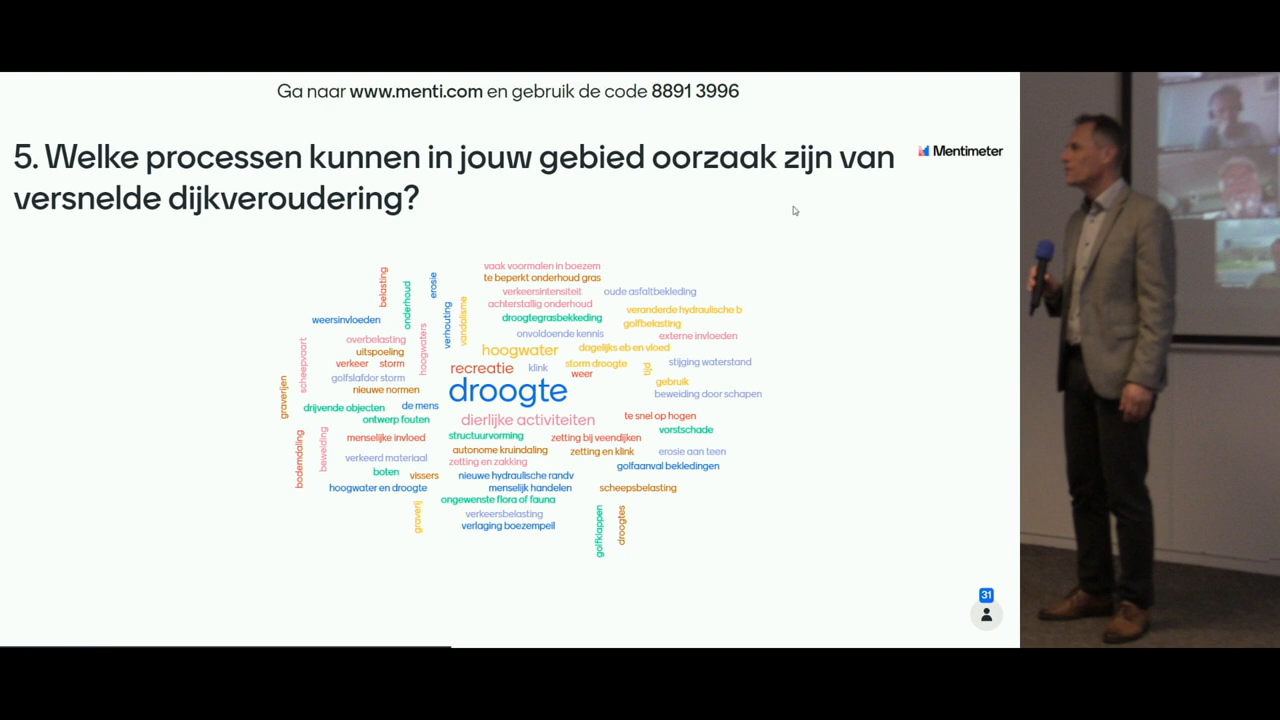 Ga naar www.menti.com en gebruik de code 8891 3996
5. Welke processen kunnen in jouw gebied oorzaak zijn van
versnelde dijkveroudering?
Mentimeter
vaak voormalen in boezem
te beperkt onderhoud gras
verkeersintensiteit
oude asfaltbekleding
achterstallig onderhoud
veranderde hydraulische b
droogtegrasbekkeding
golfbelasting
onvoldoende kennis
externe invloeden
belasting
onderhoud
erosie
verhouting
vandalisme
weersinvloeden
hoogwaters
overbelasting
uitspoeling
verkeer
storm
scheepvaart
golfslafdor storm
nieuwe normen
graverijen
drijvende objecten
de mens
ontwerp fouten
hoogwater
dagelijks eb en vloed
recreatie
klink
storm droogte
weer
tijd
stijging waterstand
gebruik
beweiding door schapen
droogte
dierlijke activiteiten
te snel op hogen
vorstschade
bodemdaling
beweiding
menselijke invloed
structuurvorming
zetting bij veendijken
autonome kruindaling
zetting en klink
erosie aan teen
verkeerd materiaal
zetting en zakking
golfaanval bekledingen
boten
vissers
nieuwe hydraulische randv
hoogwater en droogte
menselijk handelen
scheepsbelasting
ongewenste flora of fauna
graverij
verkeersbelasting
verlaging boezempeil
golfklappen
droogtes
31